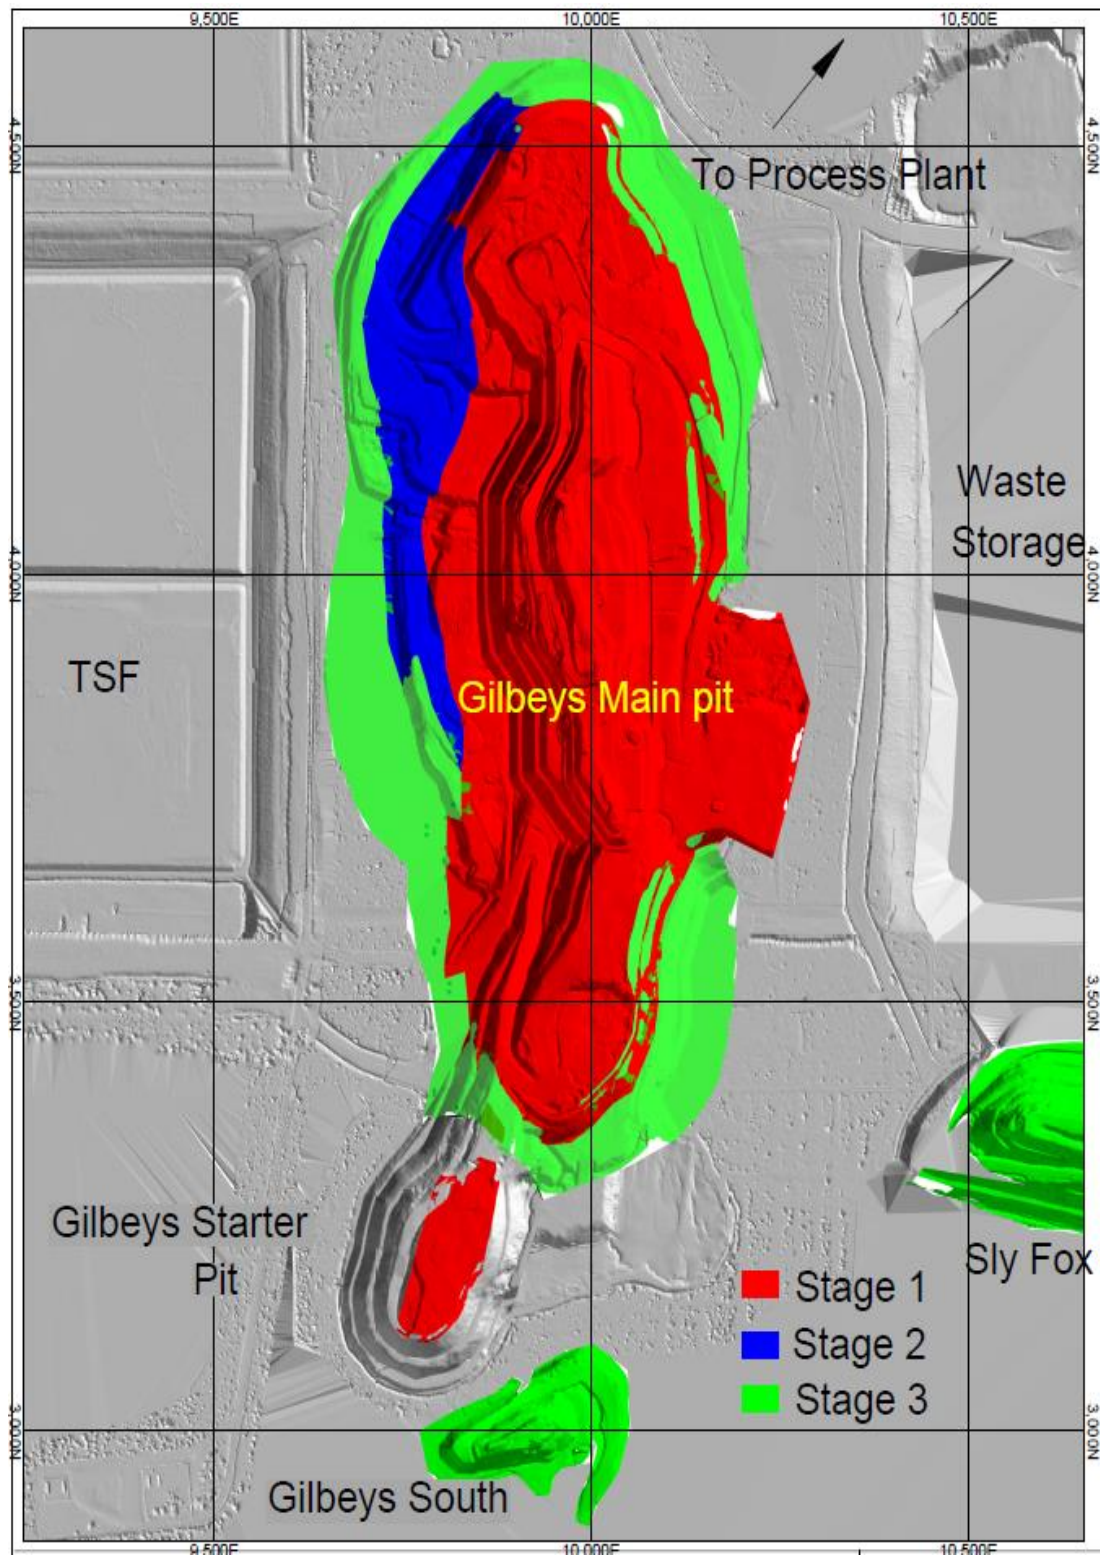 9,500E 10,000E 10,500E
4,500N 4,500N
To Process Plant
Waste
Storage
4,000N 4,000N
TSF
Gilbeys Main pit
3,500N 3,500N
Gilbeys Starter
Pit
Sly Fox
Stage 1
Stage 2
Stage 3
3,000N 3,000N
Gilbeys South
9,500E 10,000E 10,500E